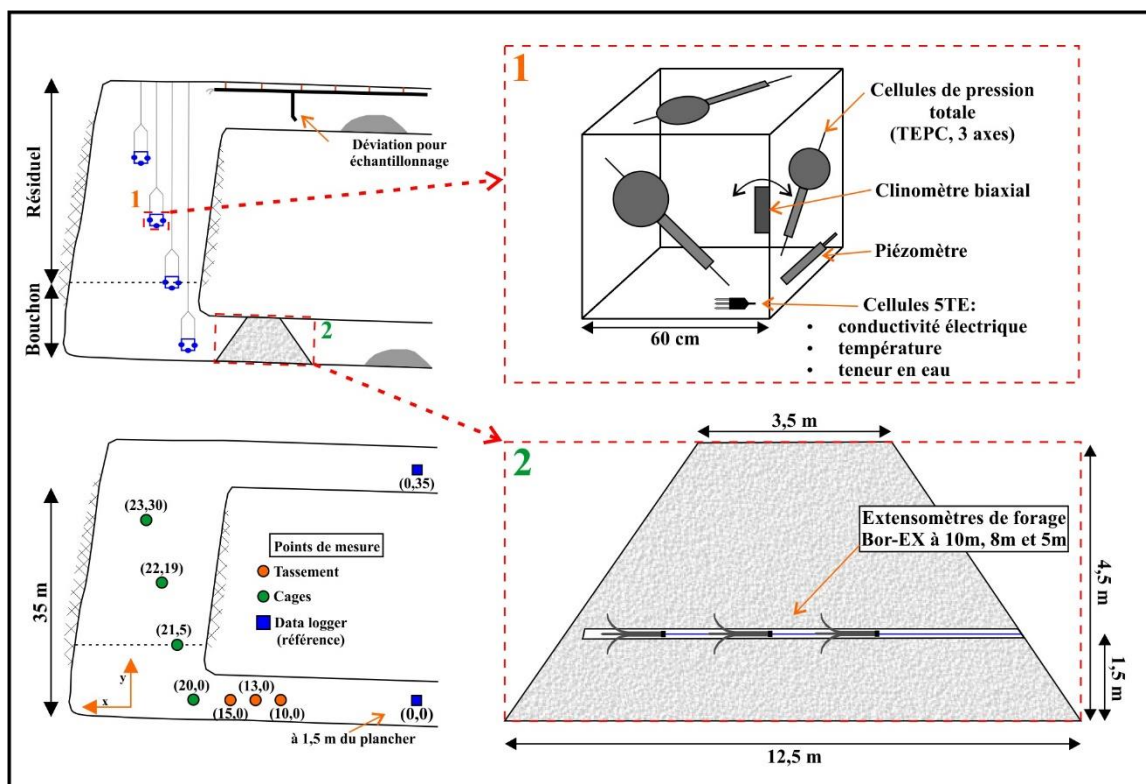 Résiduel
Bouchon
1
2
Déviation pour
échantillonnage
1
Cellules de pression
totale
(TEPC, 3 axes)
Clinomètre biaxial
Piézomètre
Cellules 5TE:
• conductivité électrique
• température
• teneur en eau
60 cm
35 m
(23,30)
(22,19)
(21,5)
(20,0)
(15,0)
(13,0)
(10,0)
(0,35)
(0,0)
Points de mesure
Tassement
Cages
Data logger
(référence)
y
x
à 1,5 m du plancher
2
3,5 m
Extensomètres de forage
Bor-EX à 10m, 8m et 5m
4,5 m
1,5 m
12,5 m